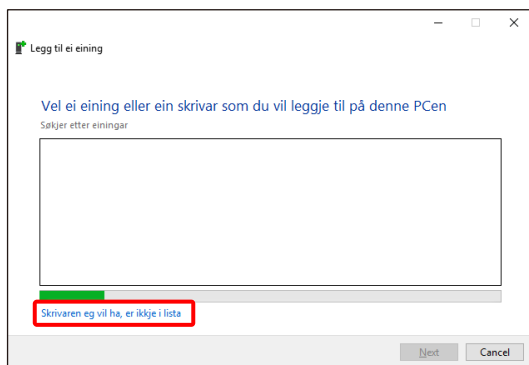 Legg til ei eining
Vel ei eining eller ein skrivar som du vil leggje til på denne PCen
Søkjer etter einingar
Skrivaren eg vil ha, er ikkje i lista
Next
Cancel